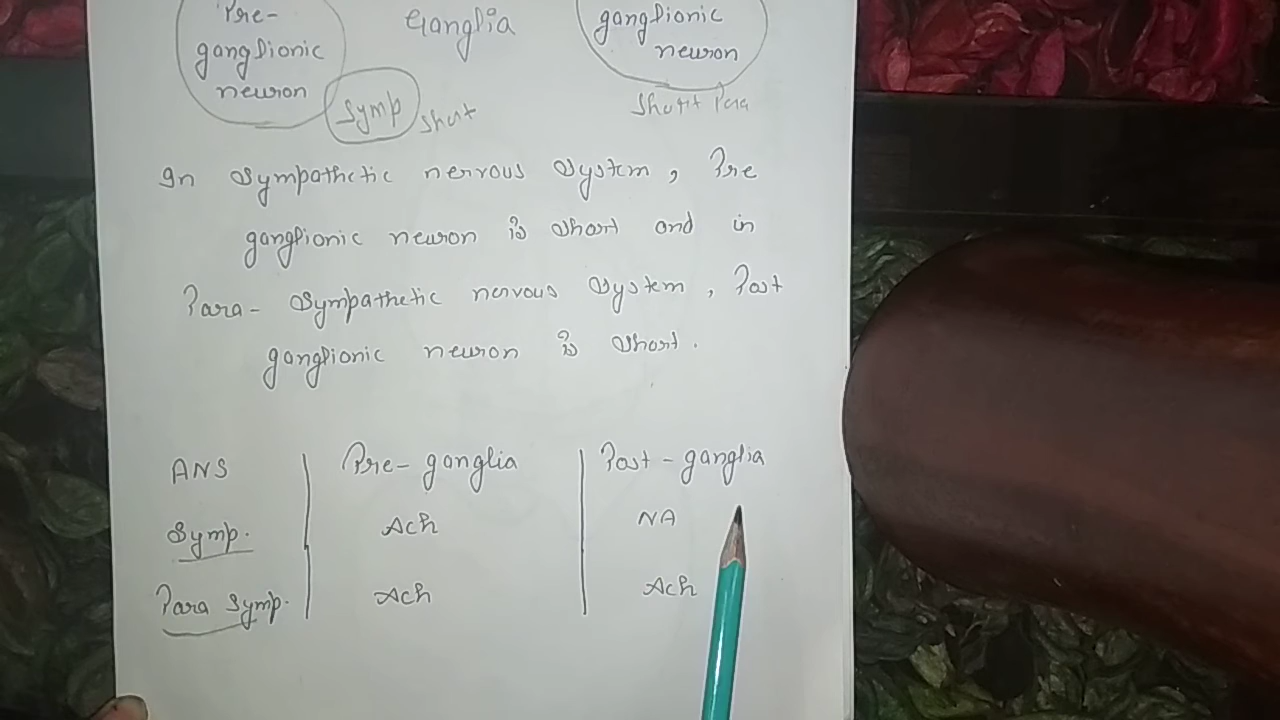 Pre-
ganglionic
neuron
Ganglia
ganglionic
neuron
Symp short
Short Para
In Sympathetic nervous System, Pre
ganglionic neuron is short and in
Para- Sympathetic nervous System, Post
ganglionic neuron is short.
ANS Pre- ganglia Post - ganglia
Symp. Ach NA
Para Symp. Ach Ach